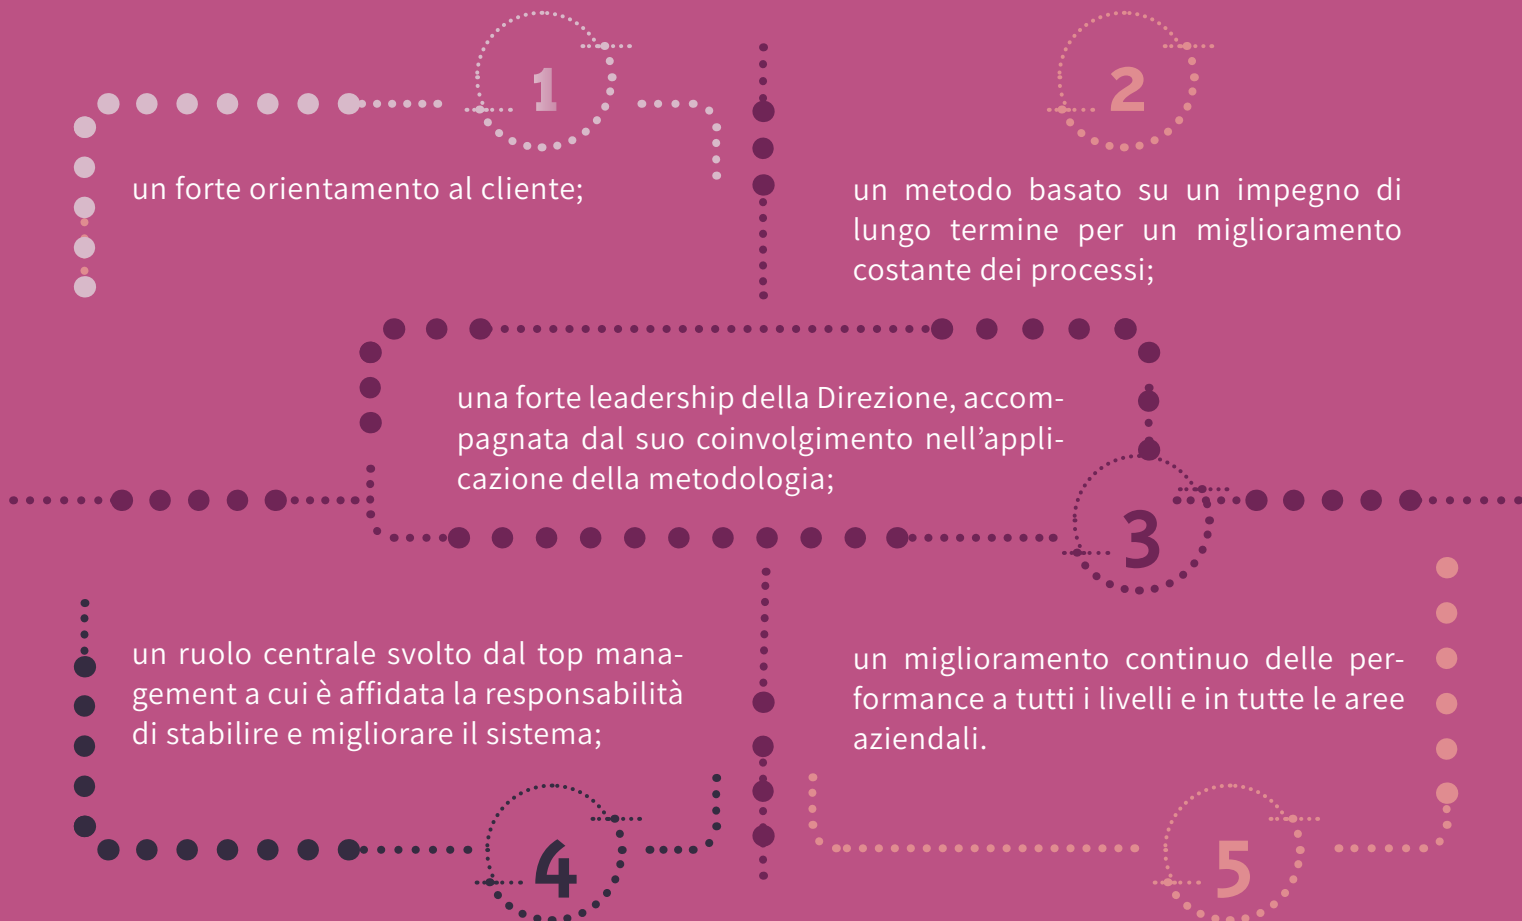 1
un forte orientamento al cliente;
2
un metodo basato su un impegno di
lungo termine per un miglioramento
costante dei processi;
una forte leadership della Direzione, accom-
pagnata dal suo coinvolgimento nell’appli-
cazione della metodologia;
3
un ruolo centrale svolto dal top mana-
gement a cui è affidata la responsabilità
di stabilire e migliorare il sistema;
4
un miglioramento continuo delle per-
formance a tutti i livelli e in tutte le aree
aziendali.
5